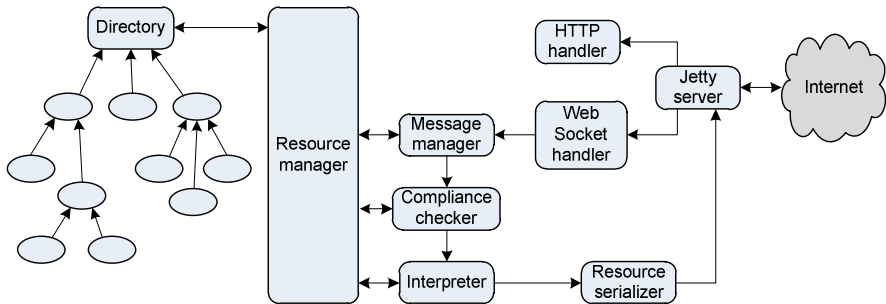 Directory
Resource
manager
HTTP
handler
Jetty
server
Internet
Message
manager
Web
Socket
handler
Compliance
checker
Interpreter
Resource
serializer